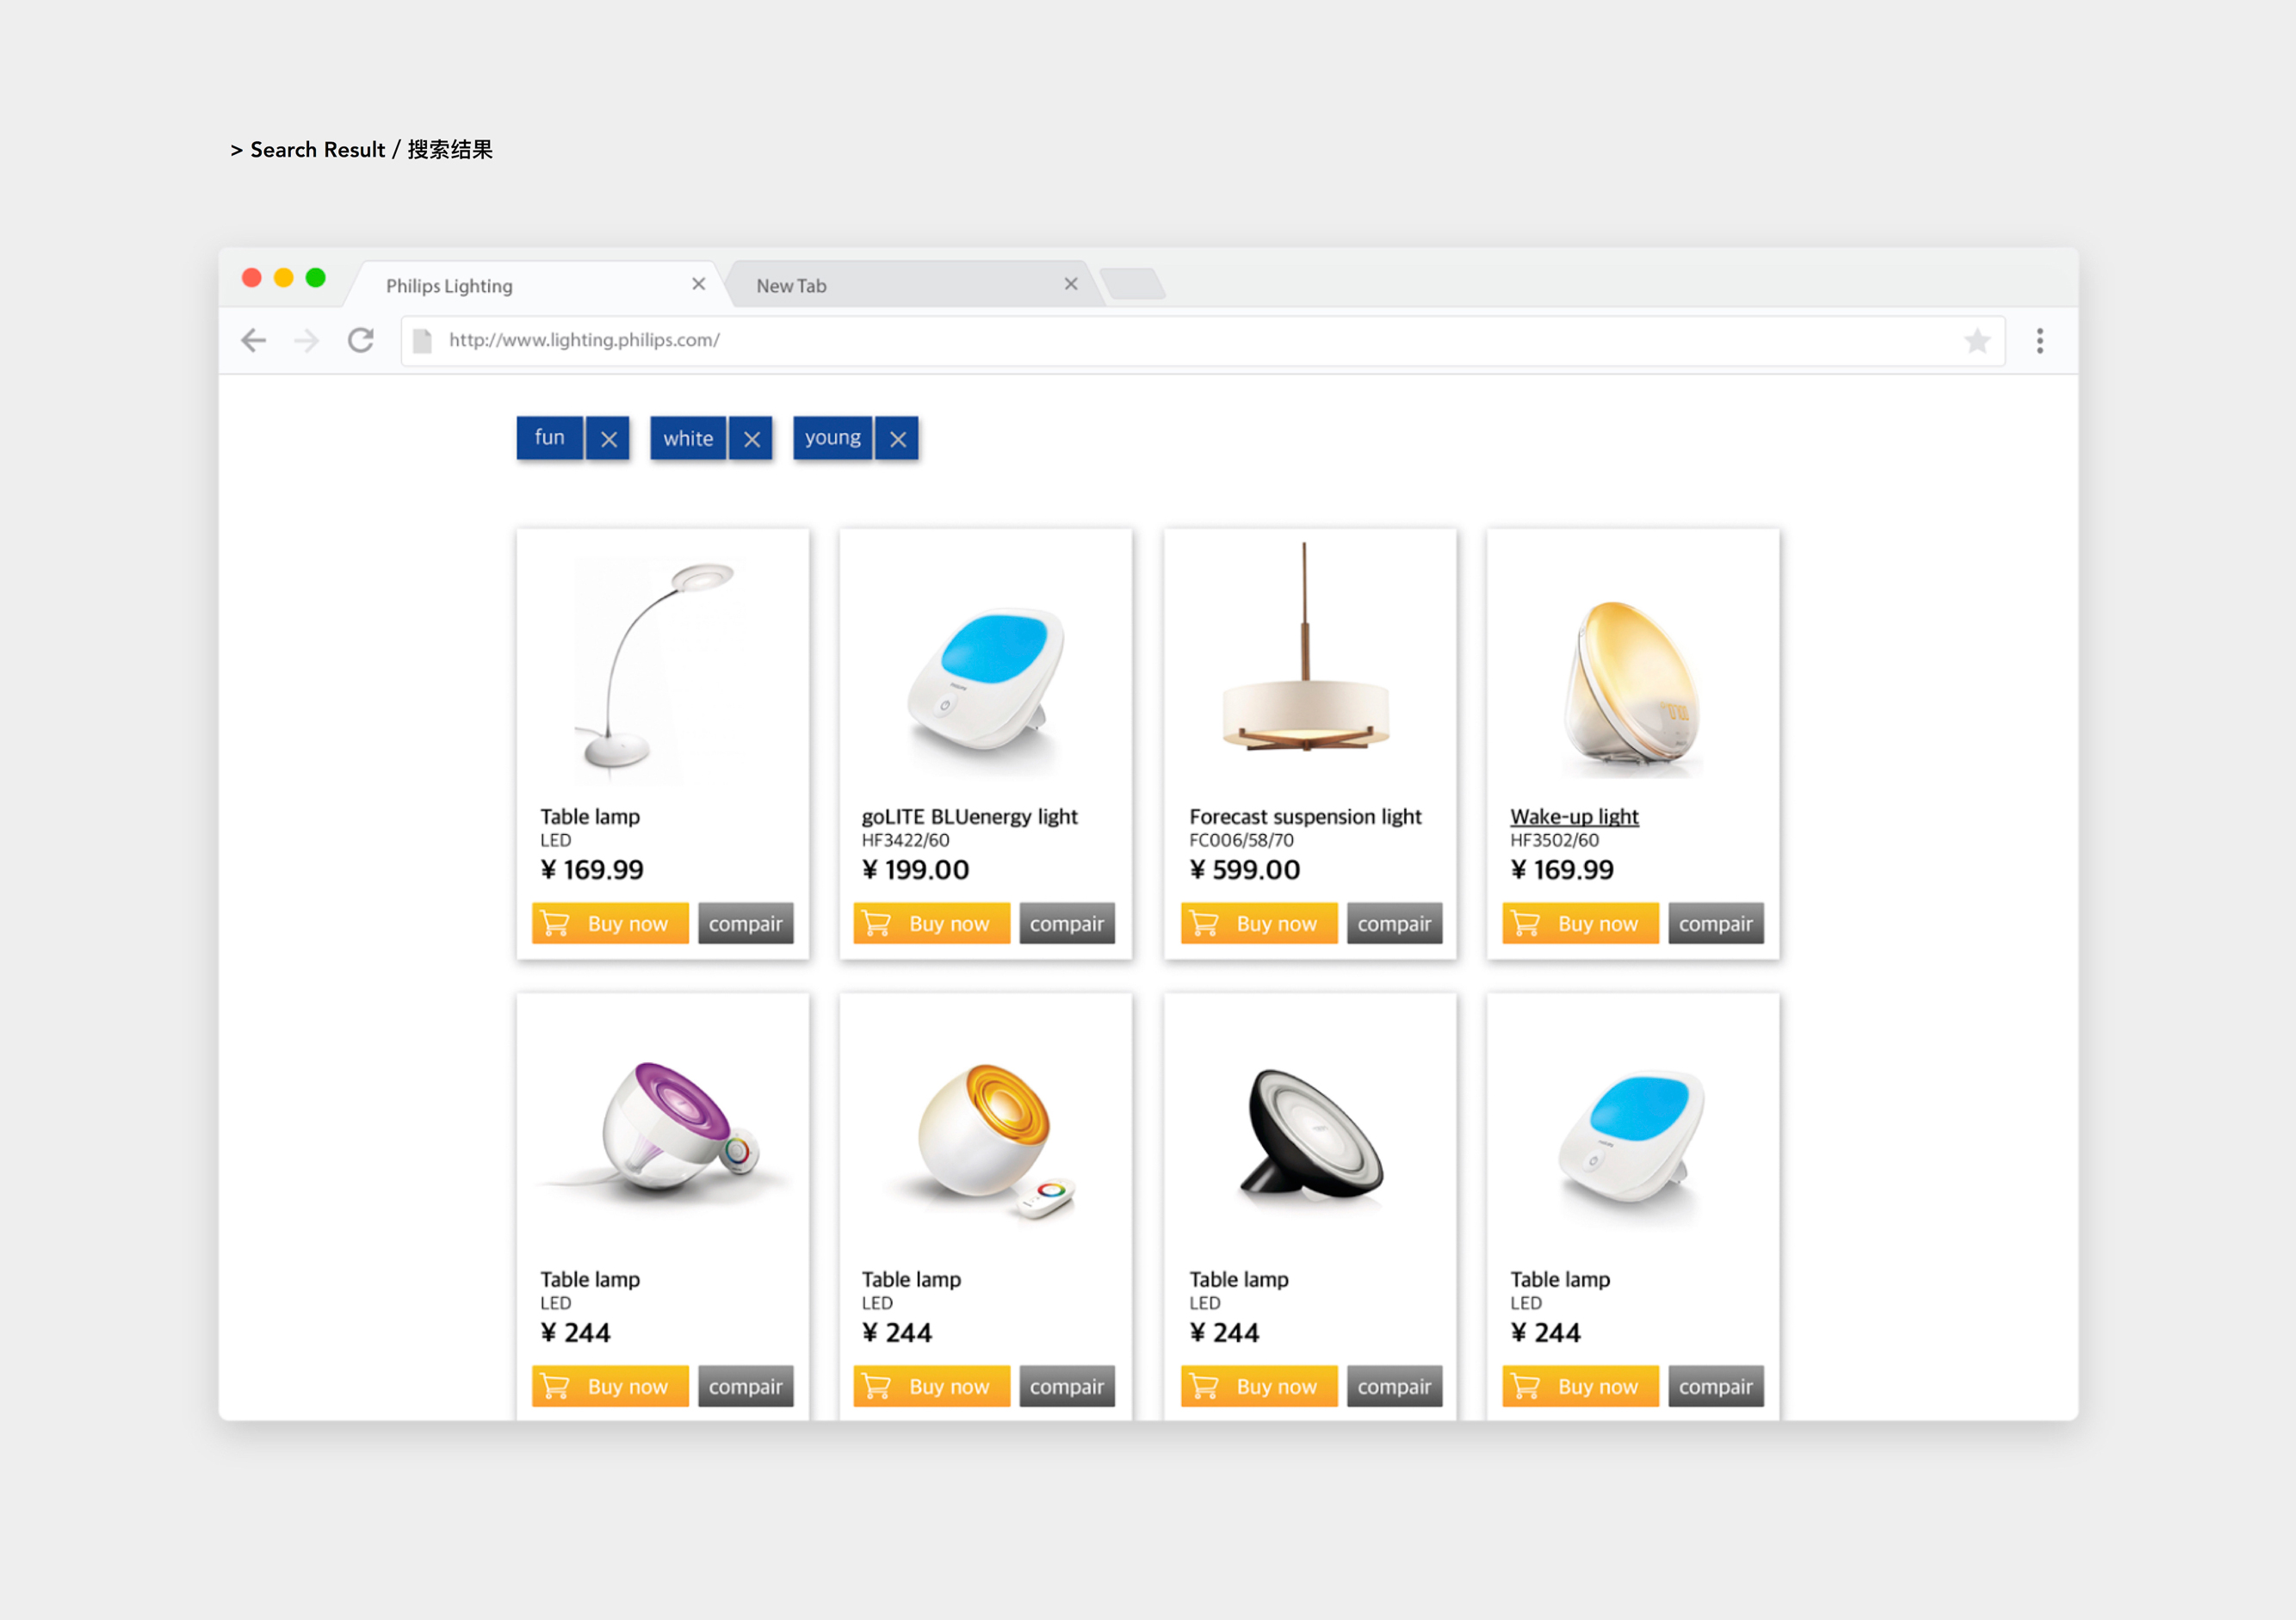 > Search Result / 搜索结果
Philips Lighting
New Tab
http://www.lighting.philips.com/
fun
white
young
Table lamp
LED
¥ 169.99
Buy now
compair
goLITE BLUenergy light
HF3422/60
¥ 199.00
Buy now
compair
Forecast suspension light
FC006/58/70
¥ 599.00
Buy now
compair
Wake-up light
HF3502/60
¥ 169.99
Buy now
compair
Table lamp
LED
¥ 244
Buy now
compair
Table lamp
LED
¥ 244
Buy now
compair
Table lamp
LED
¥ 244
Buy now
compair
Table lamp
LED
¥ 244
Buy now
compair